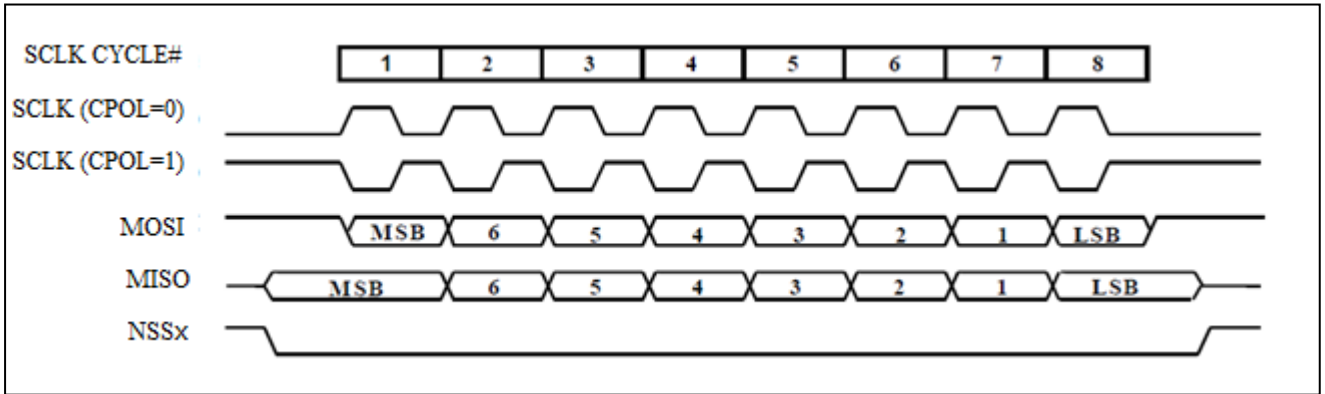 SCLK CYCLE# 1 2 3 4 5 6 7 8
SCLK (CPOL=0)
SCLK (CPOL=1)
MOSI MSB 6 5 4 3 2 1 LSB
MISO MSB 6 5 4 3 2 1 LSB
NSSx